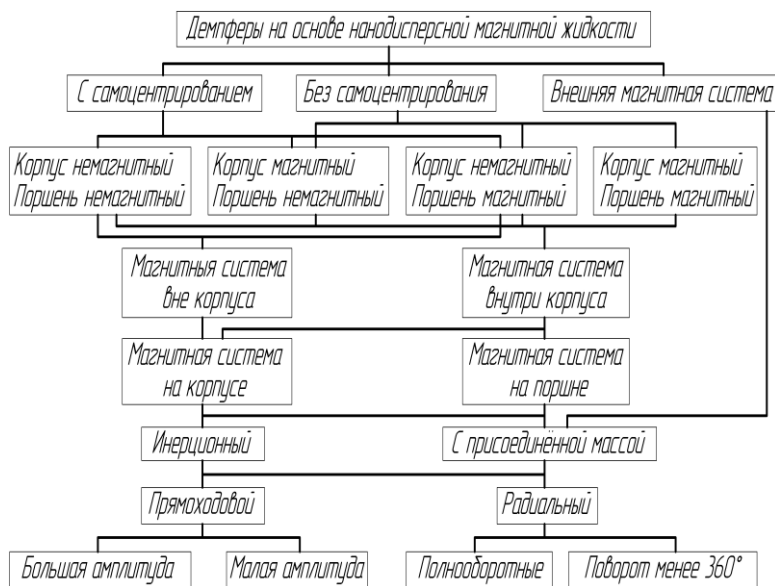 Демпферы на основе нанодисперсной магнитной жидкости
С самоцентрированием
Без самоцентрирования
Внешняя магнитная система
Корпус немагнитный
Поршень немагнитный
Корпус магнитный
Поршень немагнитный
Корпус немагнитный
Поршень магнитный
Корпус магнитный
Поршень магнитный
Магнитныя система
вне корпуса
Магнитная система
внутри корпуса
Магнитная система
на корпусе
Магнитная система
на поршне
Инерционный
С присоединённой массой
Прямоходовой
Радиальный
Большая амплитуда
Малая амплитуда
Полнооборотные
Поворот менее 360°